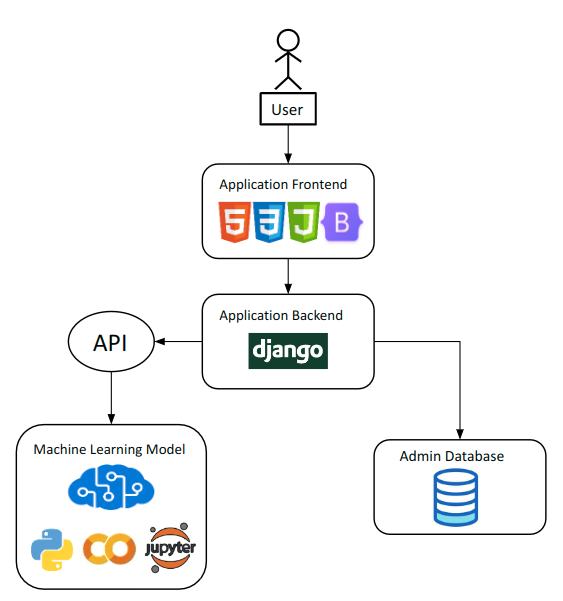 User
Application Frontend
5 3 J B
Application Backend
django
API
Machine Learning Model
Admin Database
CO
jupyter